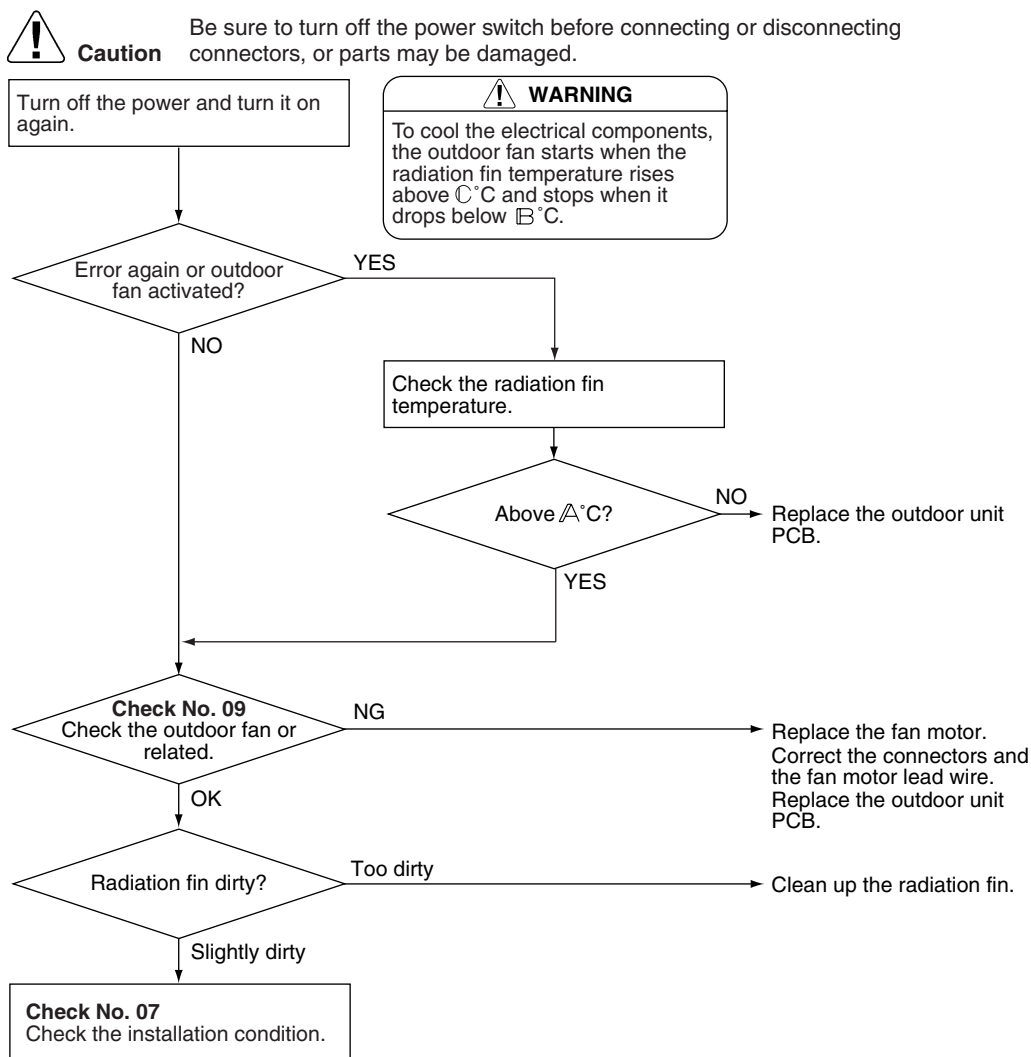 Be sure to turn off the power switch before connecting or disconnecting
Caution connectors, or parts may be damaged.
Turn off the power and turn it on
again.
WARNING
To cool the electrical components,
the outdoor fan starts when the
radiation fin temperature rises
above ℂ°C and stops when it
drops below 𝔹°C.
Error again or outdoor
fan activated?
YES
NO
Check the radiation fin
temperature.
Above 𝔸°C?
NO
Replace the outdoor unit
PCB.
YES
Check No. 09
Check the outdoor fan or
related.
NG
Replace the fan motor.
Correct the connectors and
the fan motor lead wire.
Replace the outdoor unit
PCB.
OK
Radiation fin dirty?
Too dirty
Clean up the radiation fin.
Slightly dirty
Check No. 07
Check the installation condition.